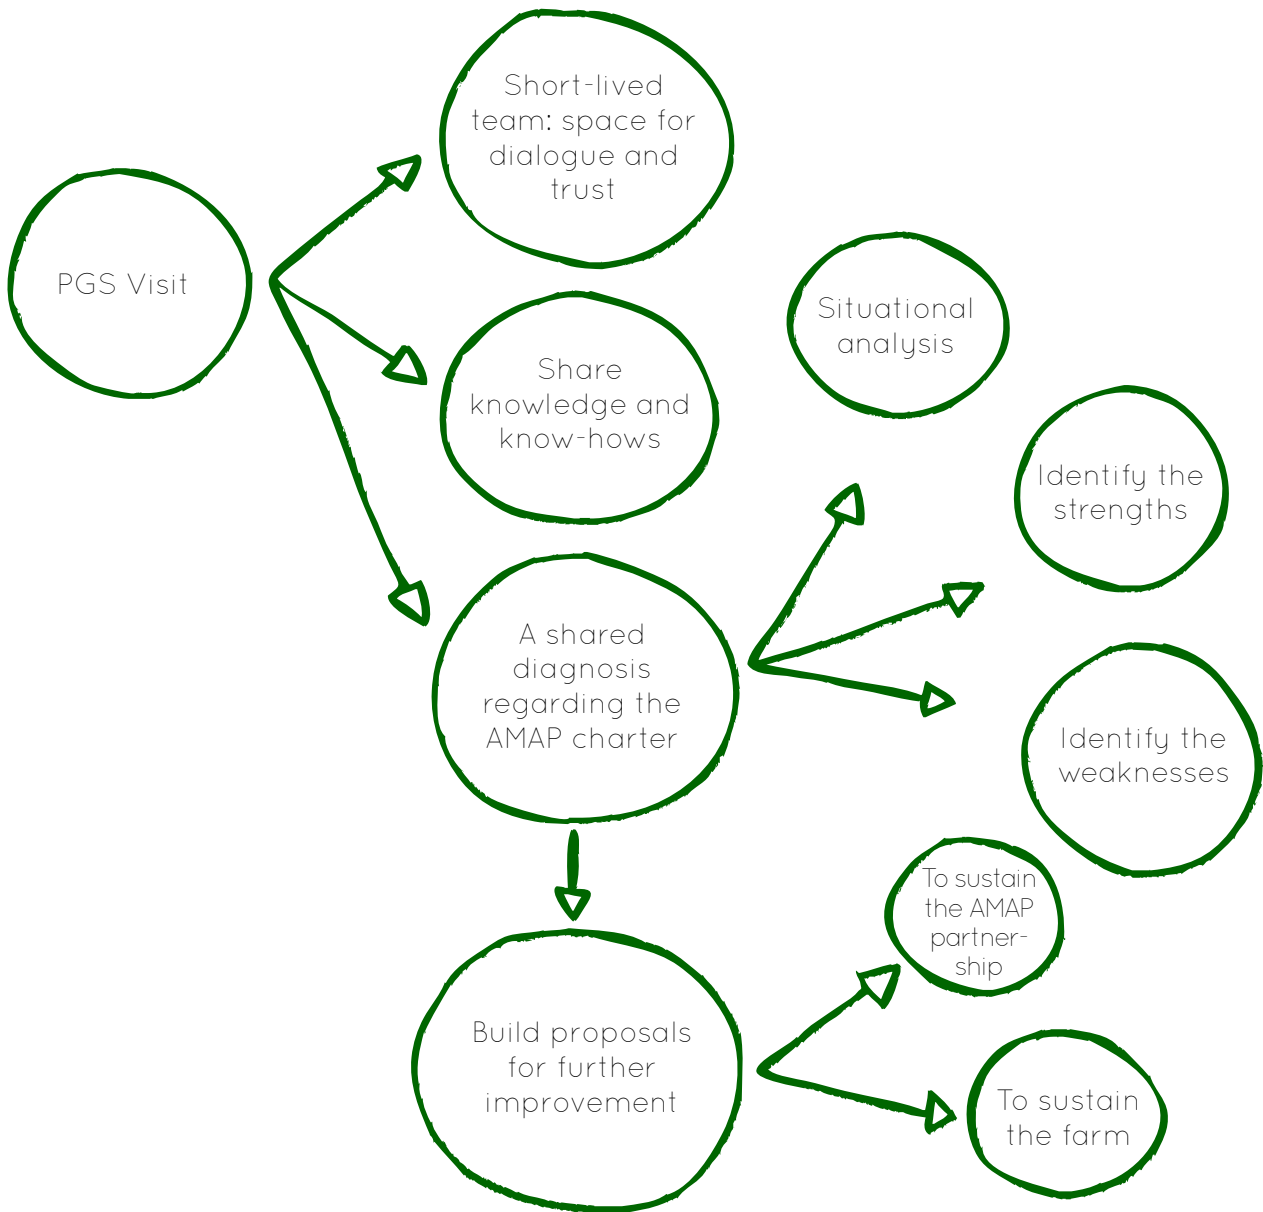 PGS Visit
Short-lived
team: space for
dialogue and
trust
Share
knowledge and
know-hows
A shared
diagnosis
regarding the
AMAP charter
Situational
analysis
Identify the
strengths
Identify the
weaknesses
Build proposals
for further
improvement
To sustain
the AMAP
partner-
ship
To sustain
the farm